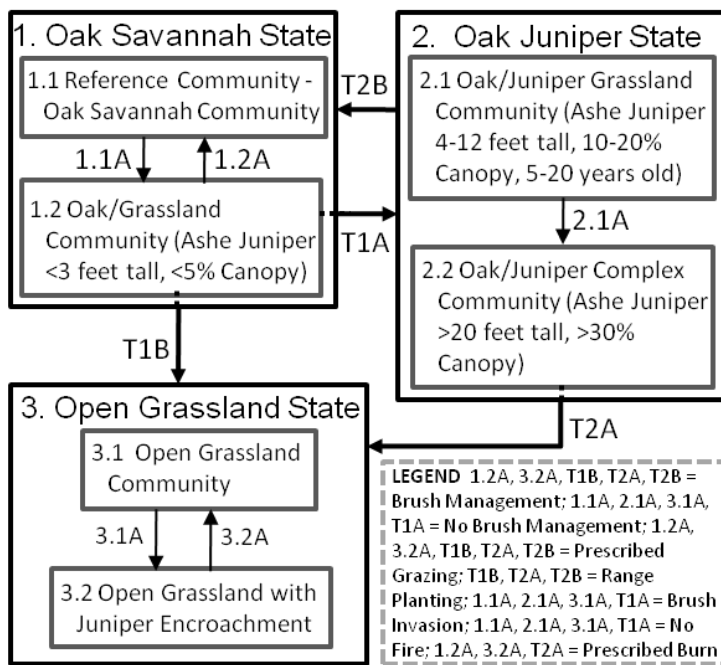 1. Oak Savannah State
1.1 Reference Community -
Oak Savannah Community
1.1A
1.2A
1.2 Oak/Grassland
Community (Ashe Juniper
<3 feet tall, <5% Canopy)
T2B
T1A
2. Oak Juniper State
2.1 Oak/Juniper Grassland
Community (Ashe Juniper
4-12 feet tall, 10-20%
Canopy, 5-20 years old)
2.1A
2.2 Oak/Juniper Complex
Community (Ashe Juniper
>20 feet tall, >30%
Canopy)
T1B
T2A
3. Open Grassland State
3.1 Open Grassland
Community
3.1A
3.2A
3.2 Open Grassland with
Juniper Encroachment
LEGEND 1.2A, 3.2A, T1B, T2A, T2B =
Brush Management; 1.1A, 2.1A, 3.1A,
T1A = No Brush Management; 1.2A,
3.2A, T1B, T2A, T2B = Prescribed
Grazing; T1B, T2A, T2B = Range
Planting; 1.1A, 2.1A, 3.1A, T1A = Brush
Invasion; 1.1A, 2.1A, 3.1A, T1A = No
Fire; 1.2A, 3.2A, T2A = Prescribed Burn